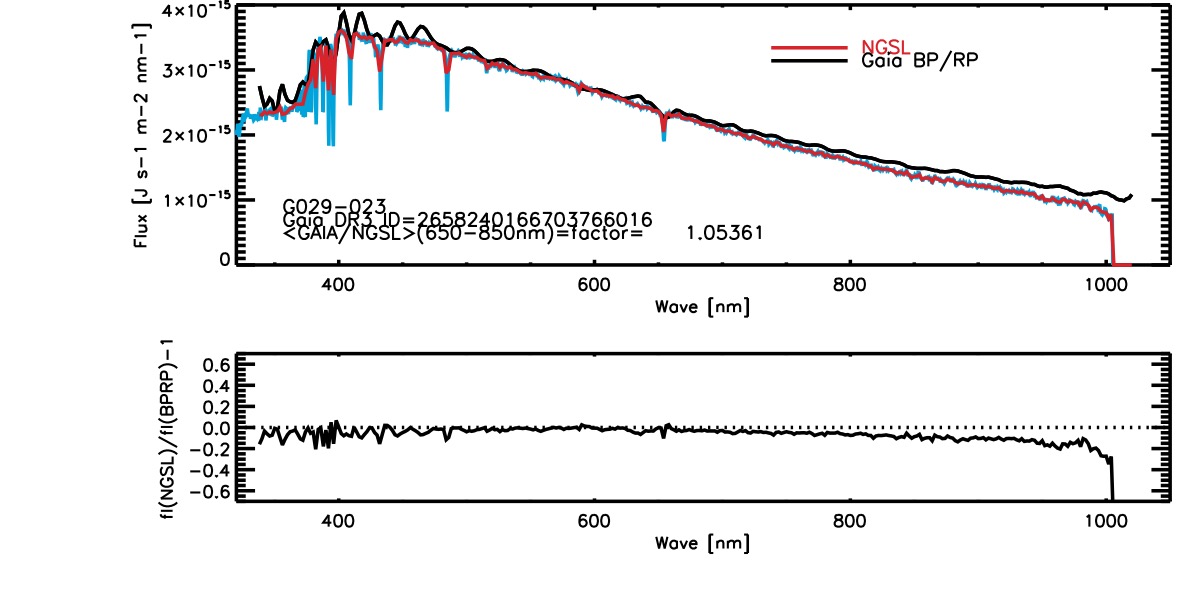 4×10−15
3×10−15
2×10−15
1×10−15
0
Flux [J s−1 m−2 nm−1]
NGSL
Gaia BP/RP
G029−023
Gaia DR3 ID=2658240166703766016
<GAIA/NGSL>(650−850nm)=factor= 1.05361
400 600 800 1000
Wave [nm]
fl(NGSL)/fl(BPRP)−1
0.6
0.4
0.2
0.0
−0.2
−0.4
−0.6
400 600 800 1000
Wave [nm]